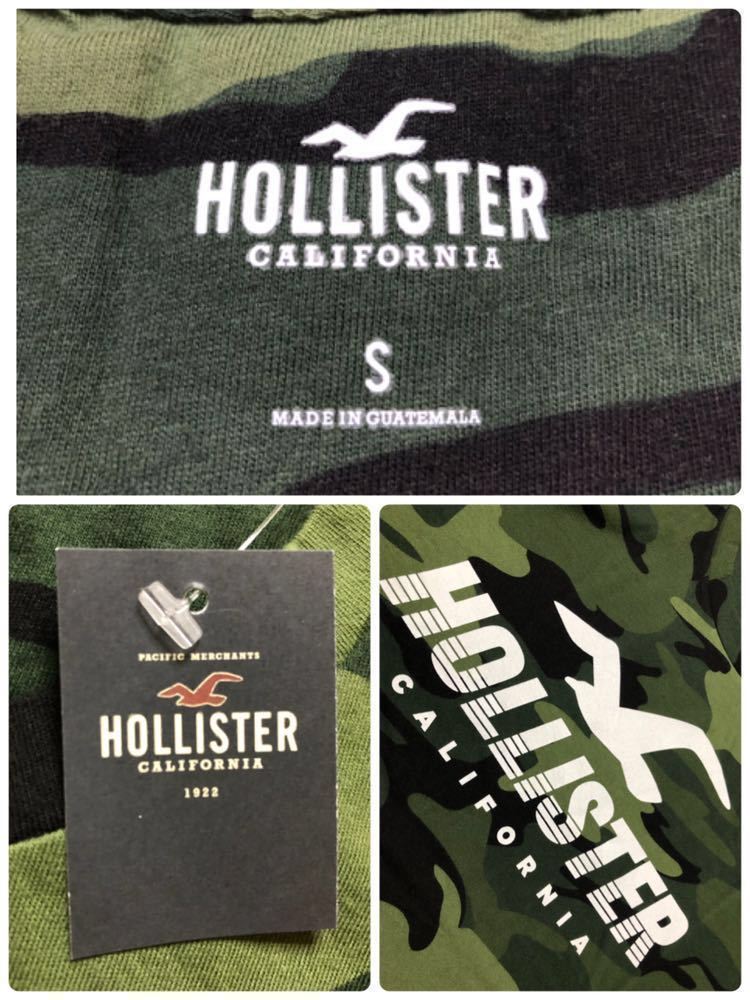 HOLLISTER
CALIFORNIA
S
MADE IN GUATEMALA
PACIFIC MERCHANTS
HOLLISTER
CALIFORNIA
1922
HOLLISTER
CALIFORNIA